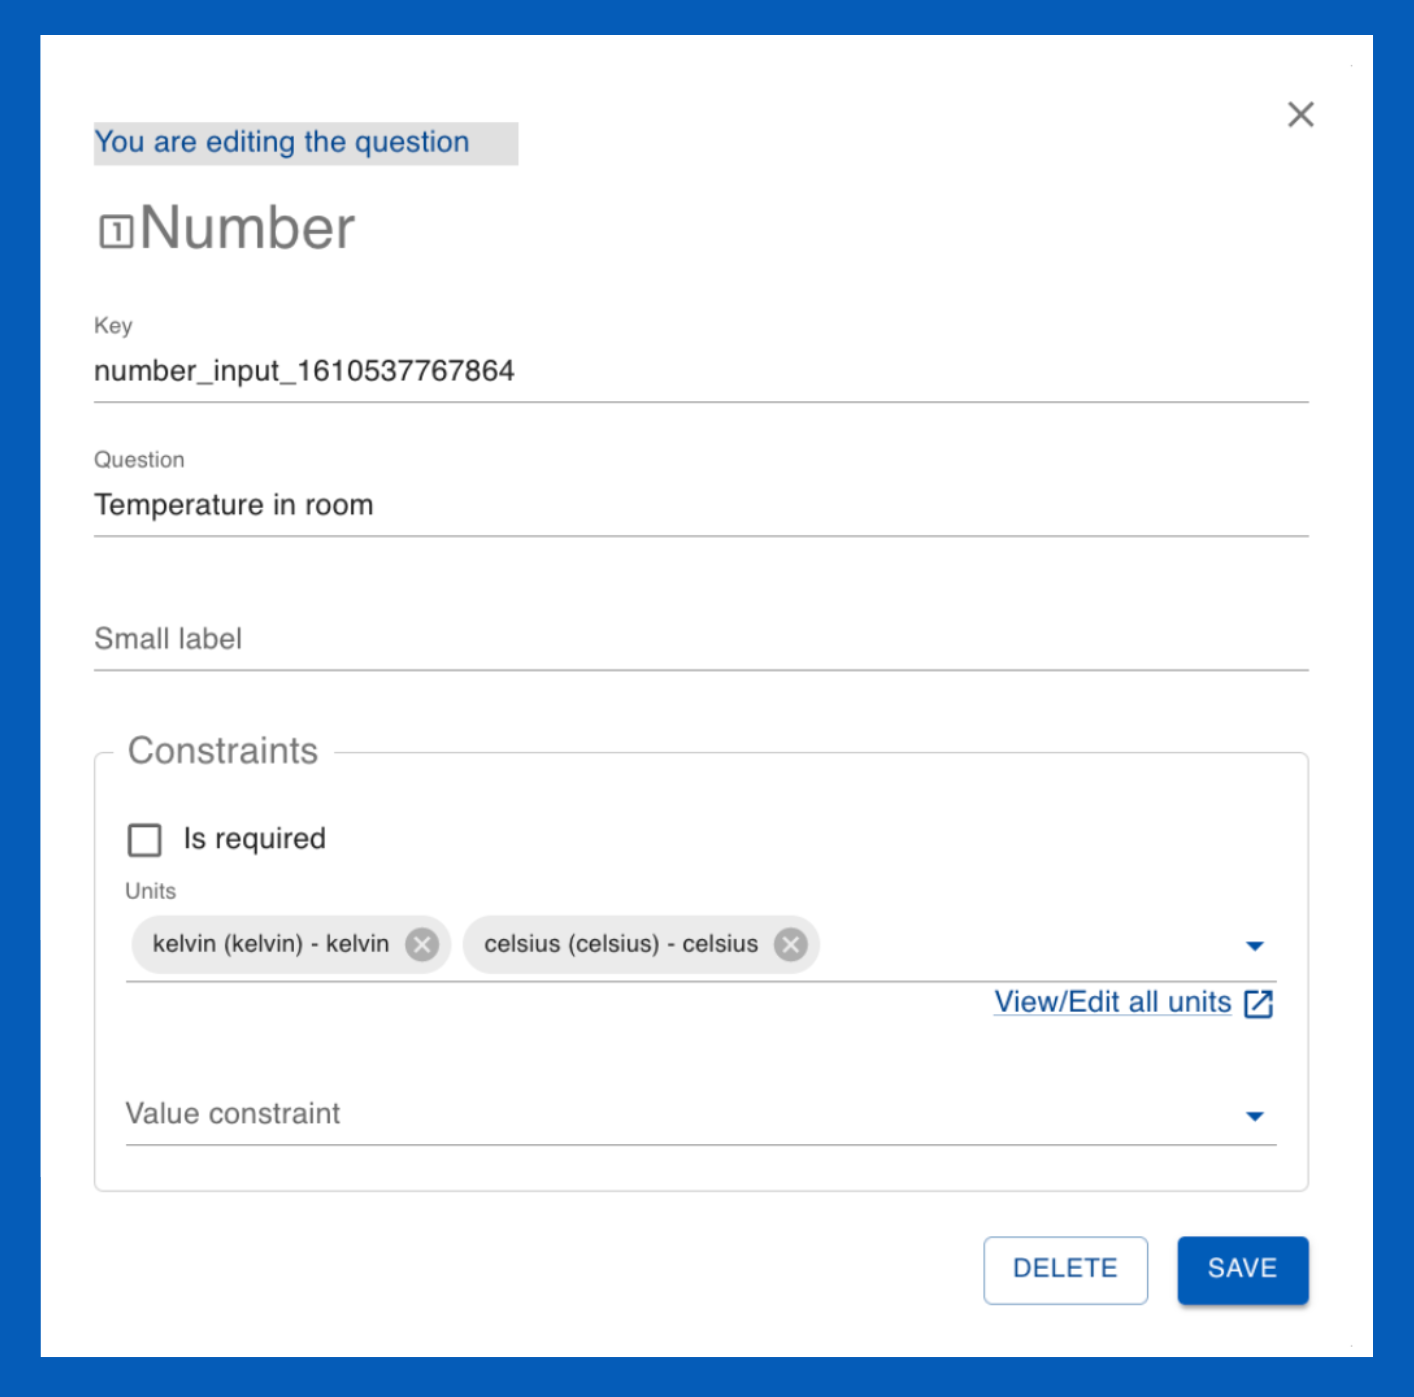 You are editing the question
1 Number
Key
number_input_1610537767864
Question
Temperature in room
Small label
Constraints
Is required
Units
kelvin (kelvin) - kelvin celsius (celsius) - celsius
View/Edit all units
Value constraint
DELETE SAVE